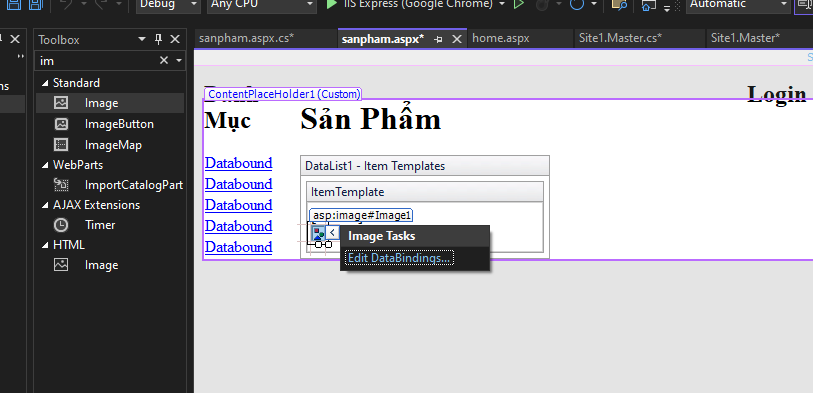 Debug Any CPU IIS Express (Google Chrome) Automatic
Toolbox
sanpham.aspx.cs* sanpham.aspx* home.aspx Site1.Master.cs* Site1.Master*
im
Standard
Image
ImageButton
ImageMap
WebParts
ImportCatalogPart
AJAX Extensions
Timer
HTML
Image
ContentPlaceHolder1 (Custom)
Login
Mục
Sản Phẩm
Databound
Databound
Databound
Databound
Databound
DataList1 - Item Templates
ItemTemplate
asp:image#Image1
Image Tasks
Edit DataBindings...